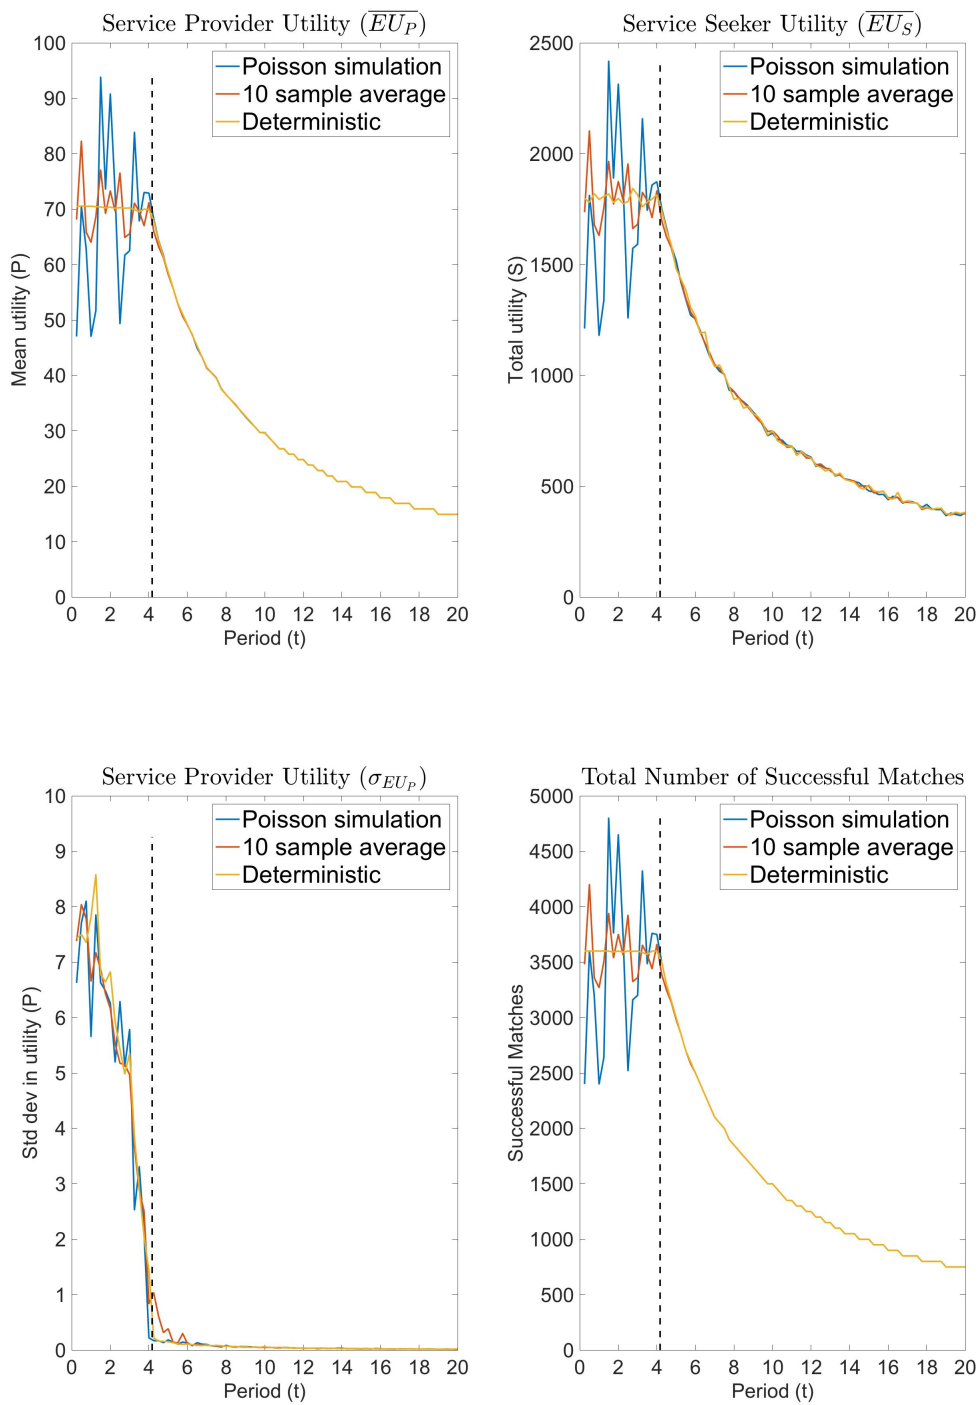 Service Provider Utility (EU_P)
100
90
80
70
60
50
40
30
20
10
0
Mean utility (P)
Poisson simulation
10 sample average
Deterministic
0 2 4 6 8 10 12 14 16 18 20
Period (t)
Service Seeker Utility (EU_S)
2500
2000
1500
1000
500
0
Total utility (S)
Poisson simulation
10 sample average
Deterministic
0 2 4 6 8 10 12 14 16 18 20
Period (t)
Service Provider Utility (σ_{EU_P})
10
9
8
7
6
5
4
3
2
1
0
Std dev in utility (P)
Poisson simulation
10 sample average
Deterministic
0 2 4 6 8 10 12 14 16 18 20
Period (t)
Total Number of Successful Matches
5000
4500
4000
3500
3000
2500
2000
1500
1000
500
0
Successful Matches
Poisson simulation
10 sample average
Deterministic
0 2 4 6 8 10 12 14 16 18 20
Period (t)